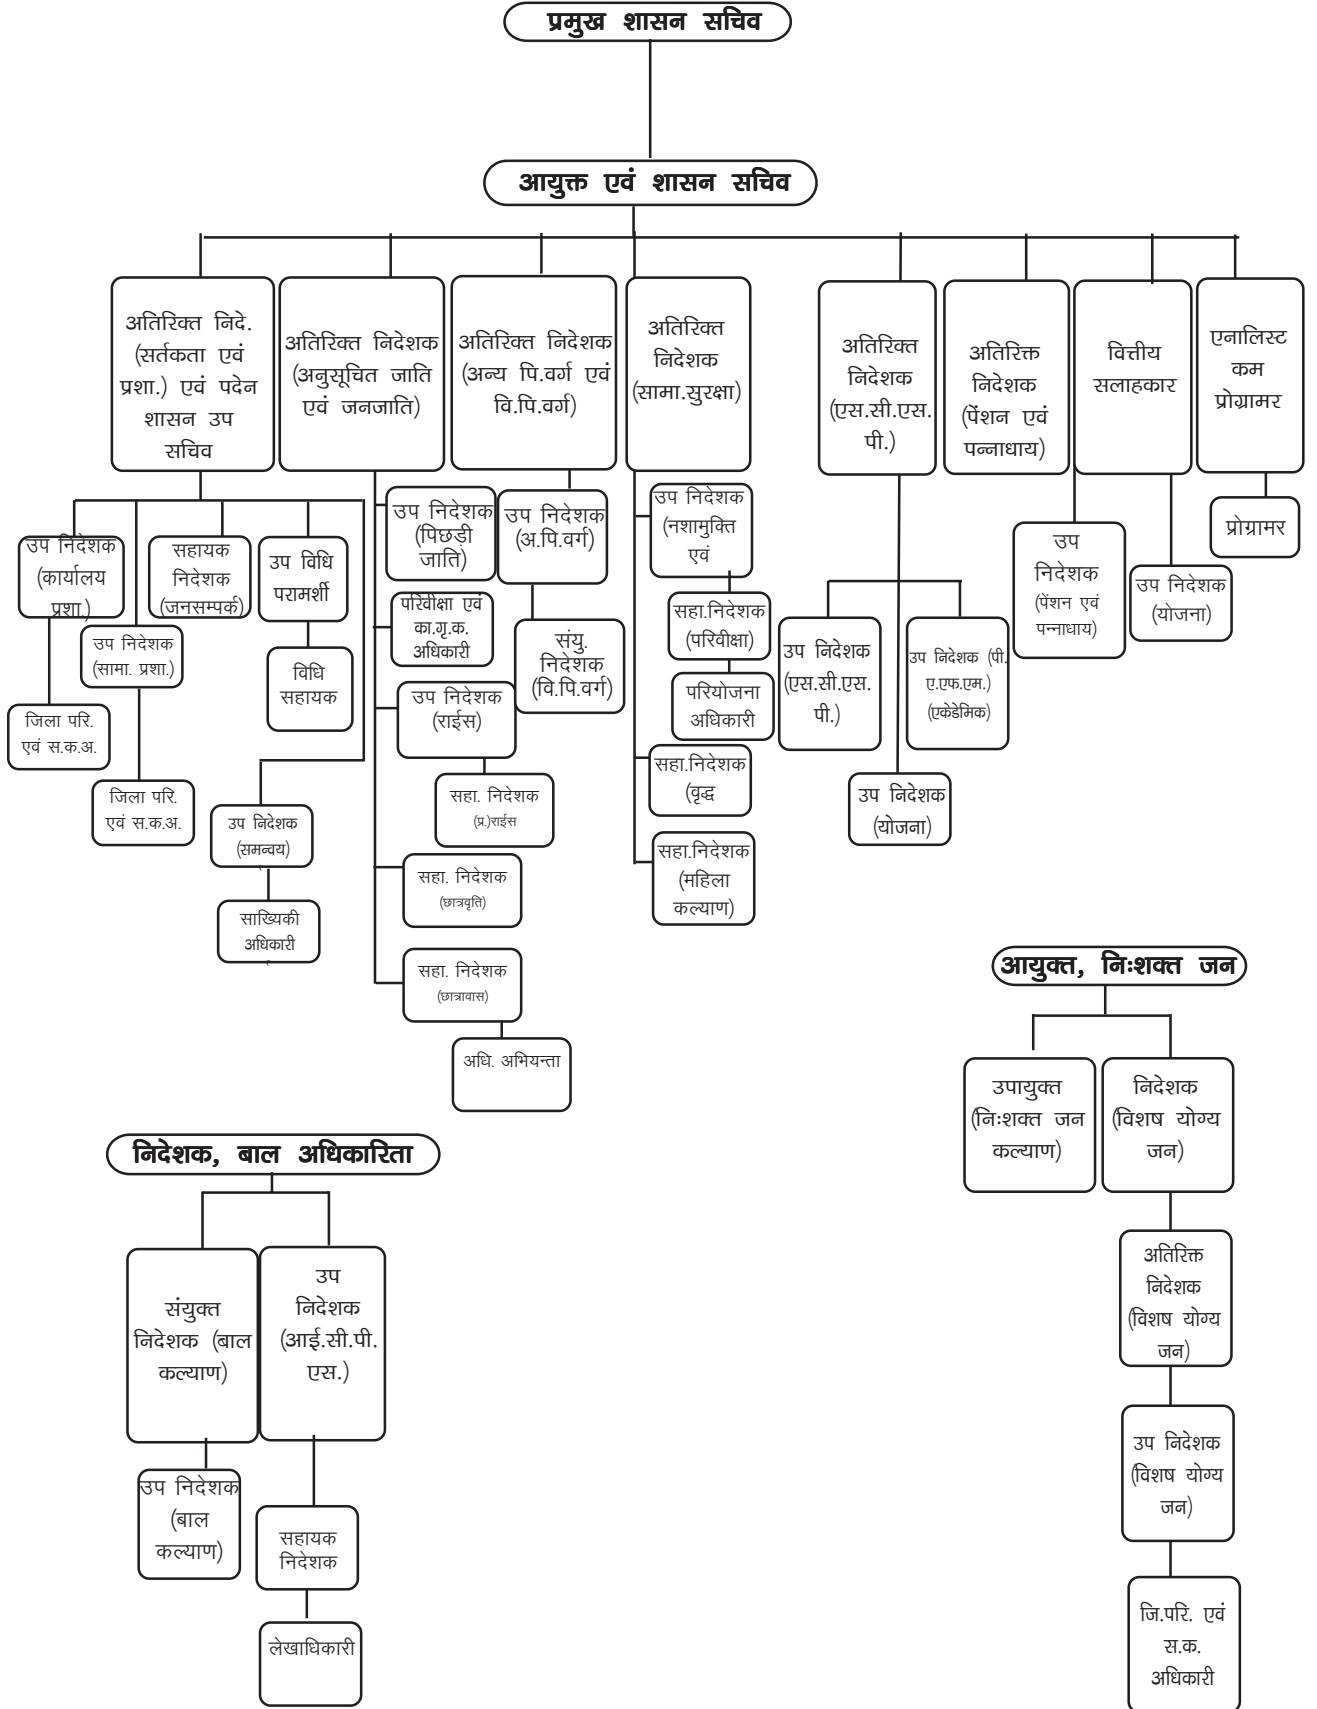 प्रमुख शासन सचिव
आयुक्त एवं शासन सचिव
अतिरिक्त निदे.
(सर्तकता एवं
प्रशा.) एवं पदेन
शासन उप
सचिव
अतिरिक्त निदेशक
(अनुसूचित जाति
एवं जनजाति)
अतिरिक्त निदेशक
(अन्य पि.वर्ग एवं
वि.पि.वर्ग)
अतिरिक्त
निदेशक
(सामा.सुरक्षा)
अतिरिक्त
निदेशक
(एस.सी.एस.
पी.)
अतिरिक्त
निदेशक
(पेंशन एवं
पन्नाधाय)
वित्तीय
सलाहकार
एनालिस्ट
कम
प्रोग्रामर
उप निदेशक
(कार्यालय
प्रशा.)
सहायक
निदेशक
(जनसम्पर्क)
उप विधि
परामर्शी
उप निदेशक
(सामा. प्रशा.)
विधि
सहायक
जिला परि.
एवं स.क.अ.
जिला परि.
एवं स.क.अ.
उप निदेशक
(समन्वय)
साख्यिकी
अधिकारी
उप निदेशक
(पिछड़ी
जाति)
परिवीक्षा एवं
का.गृ.क.
अधिकारी
उप निदेशक
(राईस)
सहा. निदेशक
(प्र.)राईस
सहा. निदेशक
(छात्रवृति)
सहा. निदेशक
(छात्रावास)
अधि. अभियन्ता
उप निदेशक
(अ.पि.वर्ग)
संयु.
निदेशक
(वि.पि.वर्ग)
उप निदेशक
(नशामुक्ति
एवं
सहा.निदेशक
(परिवीक्षा)
परियोजना
अधिकारी
सहा.निदेशक
(वृद्ध
सहा.निदेशक
(महिला
कल्याण)
उप निदेशक
(एस.सी.एस.
पी.)
उप निदेशक (पी.
ए.एफ.एम.)
(एकेडेमिक)
उप निदेशक
(योजना)
उप
निदेशक
(पेंशन एवं
पन्नाधाय)
उप निदेशक
(योजना)
प्रोग्रामर
आयुक्त, निःशक्त जन
उपायुक्त
(निःशक्त जन
कल्याण)
निदेशक
(विशष योग्य
जन)
अतिरिक्त
निदेशक
(विशष योग्य
जन)
उप निदेशक
(विशष योग्य
जन)
जि.परि. एवं
स.क.
अधिकारी
निदेशक, बाल अधिकारिता
संयुक्त
निदेशक (बाल
कल्याण)
उप
निदेशक
(आई.सी.पी.
एस.)
उप निदेशक
(बाल
कल्याण)
सहायक
निदेशक
लेखाधिकारी